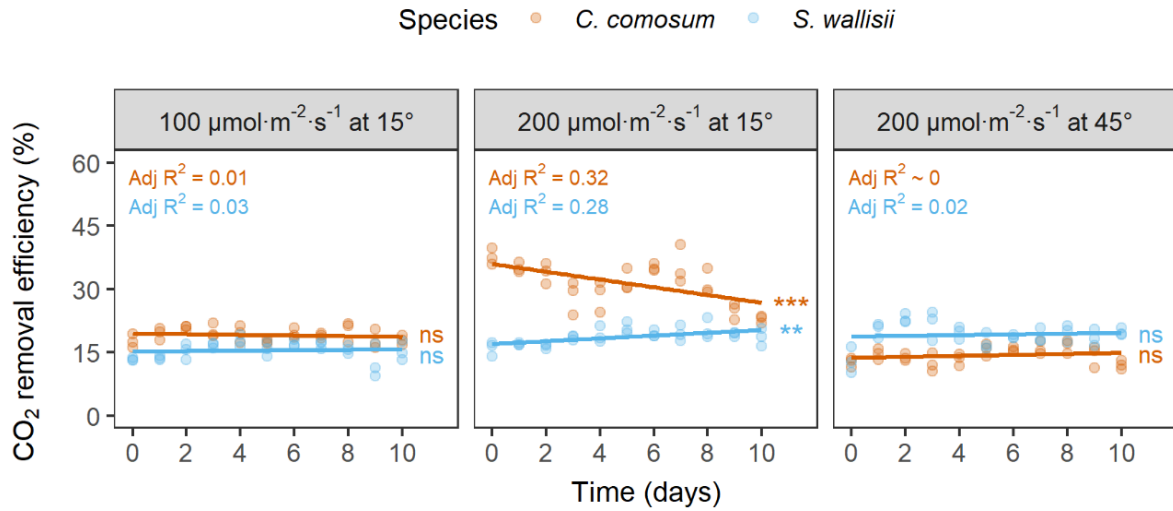 Species C. comosum S. wallisii
100 µmol·m⁻²·s⁻¹ at 15°
200 µmol·m⁻²·s⁻¹ at 15°
200 µmol·m⁻²·s⁻¹ at 45°
CO₂ removal efficiency (%)
60
45
30
15
0
Adj R² = 0.01
Adj R² = 0.03
ns
ns
Adj R² = 0.32
Adj R² = 0.28
***
**
Adj R² ~ 0
Adj R² = 0.02
ns
ns
0 2 4 6 8 10
0 2 4 6 8 10
0 2 4 6 8 10
Time (days)